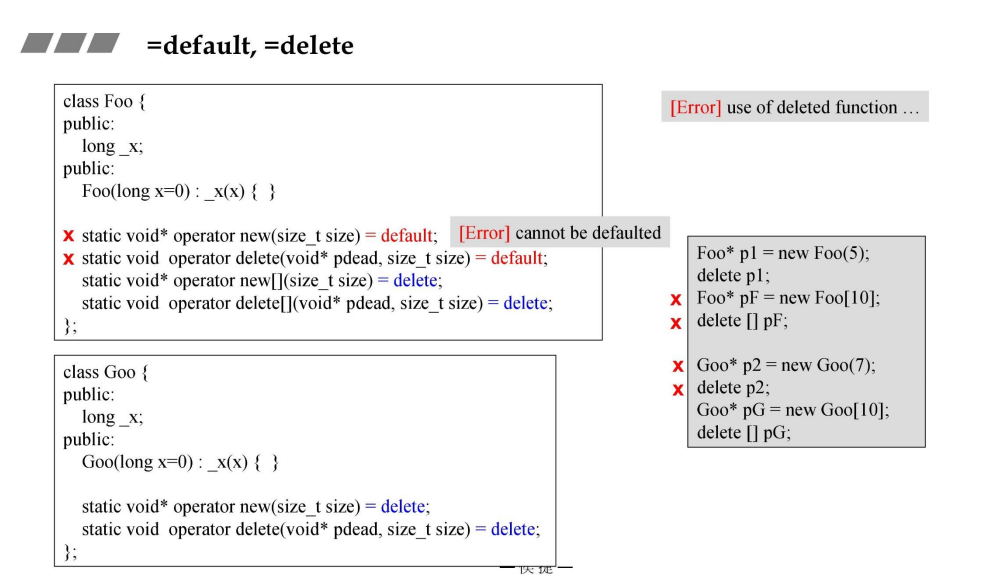 =default, =delete
class Foo {
public:
long _x;
public:
Foo(long x=0) : _x(x) { }
x static void* operator new(size_t size) = default; [Error] cannot be defaulted
x static void operator delete(void* pdead, size_t size) = default;
static void* operator new[](size_t size) = delete;
static void operator delete[](void* pdead, size_t size) = delete;
};
class Goo {
public:
long _x;
public:
Goo(long x=0) : _x(x) { }
static void* operator new(size_t size) = delete;
static void operator delete(void* pdead, size_t size) = delete;
};
[Error] use of deleted function …
Foo* p1 = new Foo(5);
delete p1;
x Foo* pF = new Foo[10];
x delete [] pF;
x Goo* p2 = new Goo(7);
x delete p2;
Goo* pG = new Goo[10];
delete [] pG;